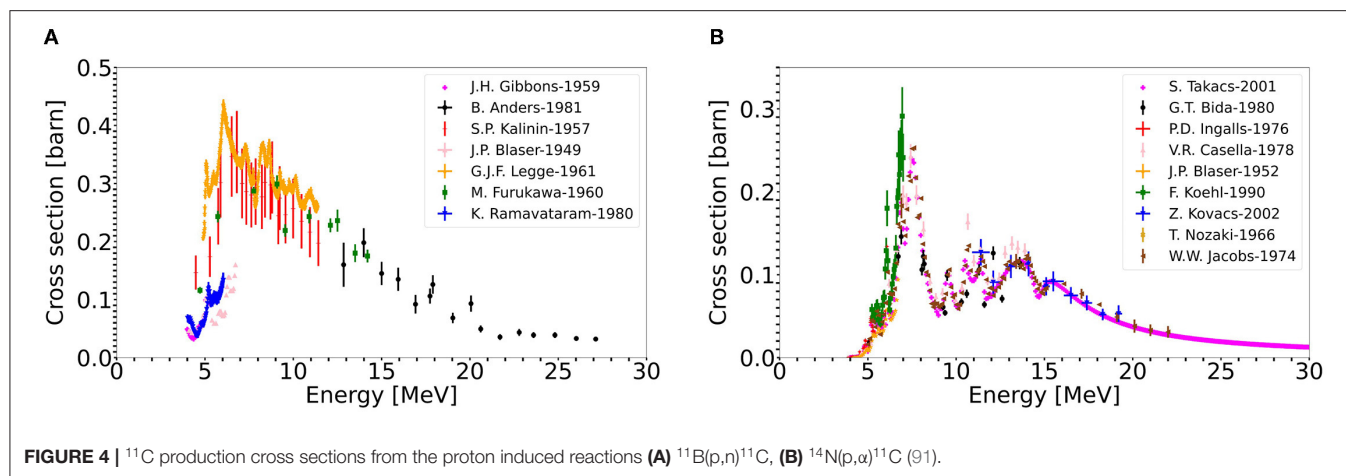 A
Cross section [barn]
0.5
0.4
0.3
0.2
0.1
0.0
0 5 10 15 20 25 30
Energy [MeV]
J.H. Gibbons-1959
B. Anders-1981
S.P. Kalinin-1957
J.P. Blaser-1949
G.J.F. Legge-1961
M. Furukawa-1960
K. Ramavataram-1980
B
Cross section [barn]
0.3
0.2
0.1
0.0
0 5 10 15 20 25 30
Energy [MeV]
S. Takacs-2001
G.T. Bida-1980
P.D. Ingalls-1976
V.R. Casella-1978
J.P. Blaser-1952
F. Koehl-1990
Z. Kovacs-2002
T. Nozaki-1966
W.W. Jacobs-1974
FIGURE 4 | ¹¹C production cross sections from the proton induced reactions (A) ¹¹B(p,n)¹¹C, (B) ¹⁴N(p,α)¹¹C (91).